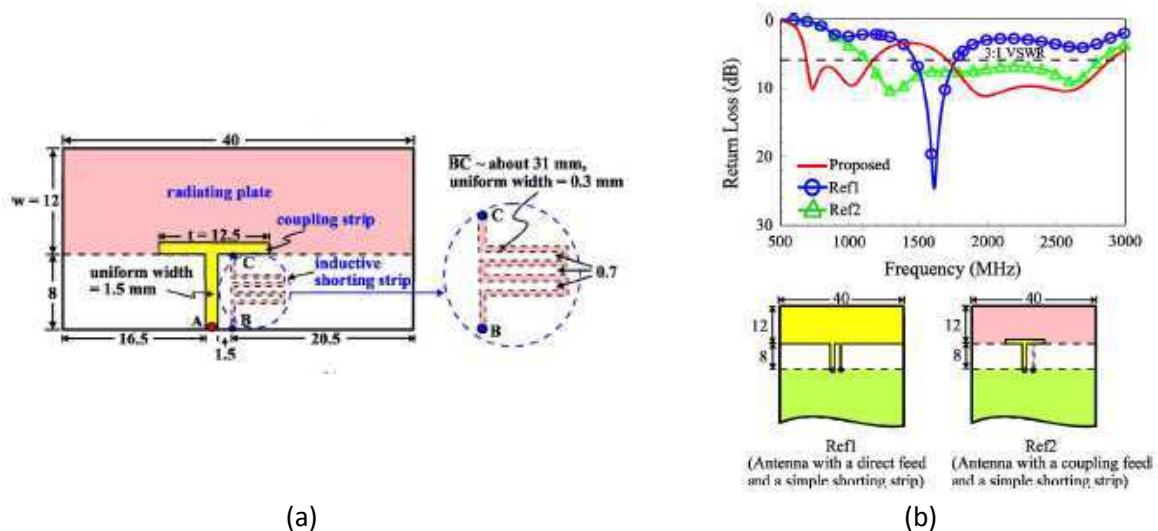 40
BC ~ about 31 mm,
uniform width = 0.3 mm
w = 12
radiating plate
coupling strip
t = 12.5
C
C
uniform width
= 1.5 mm
inductive
shorting strip
0.7
8
A
B
B
16.5
1.5
20.5
(a)
0
10
20
30
Return Loss (dB)
3:1 VSWR
Proposed
Ref1
Ref2
500
1000
1500
2000
2500
3000
Frequency (MHz)
40
12
8
Ref1
(Antenna with a direct feed
and a simple shorting strip)
40
12
8
Ref2
(Antenna with a coupling feed
and a simple shorting strip)
(b)